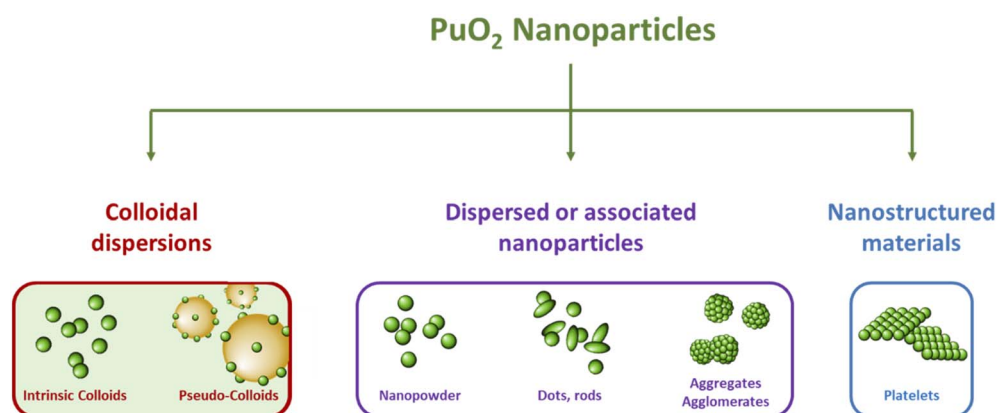 PuO₂ Nanoparticles
Colloidal
dispersions
Dispersed or associated
nanoparticles
Nanostructured
materials
Intrinsic Colloids
Pseudo-Colloids
Nanopowder
Dots, rods
Aggregates
Agglomerates
Platelets